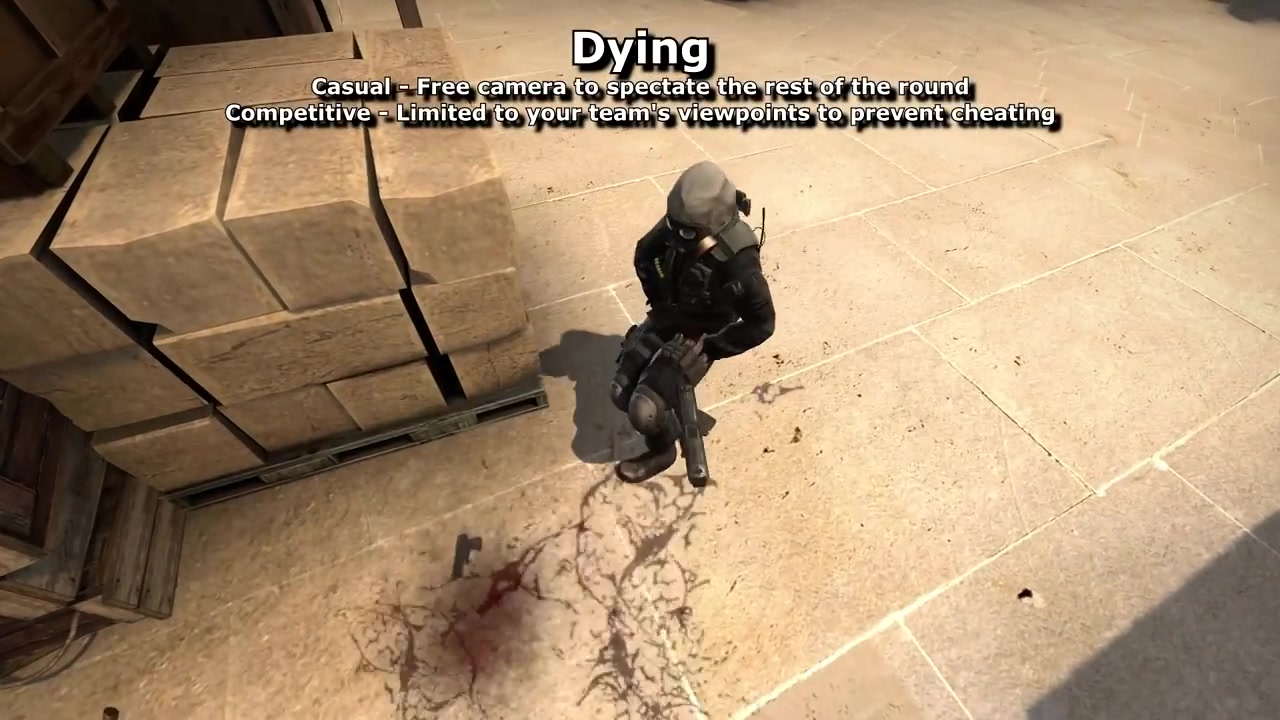 Dying
Casual - Free camera to spectate the rest of the round
Competitive - Limited to your team's viewpoints to prevent cheating